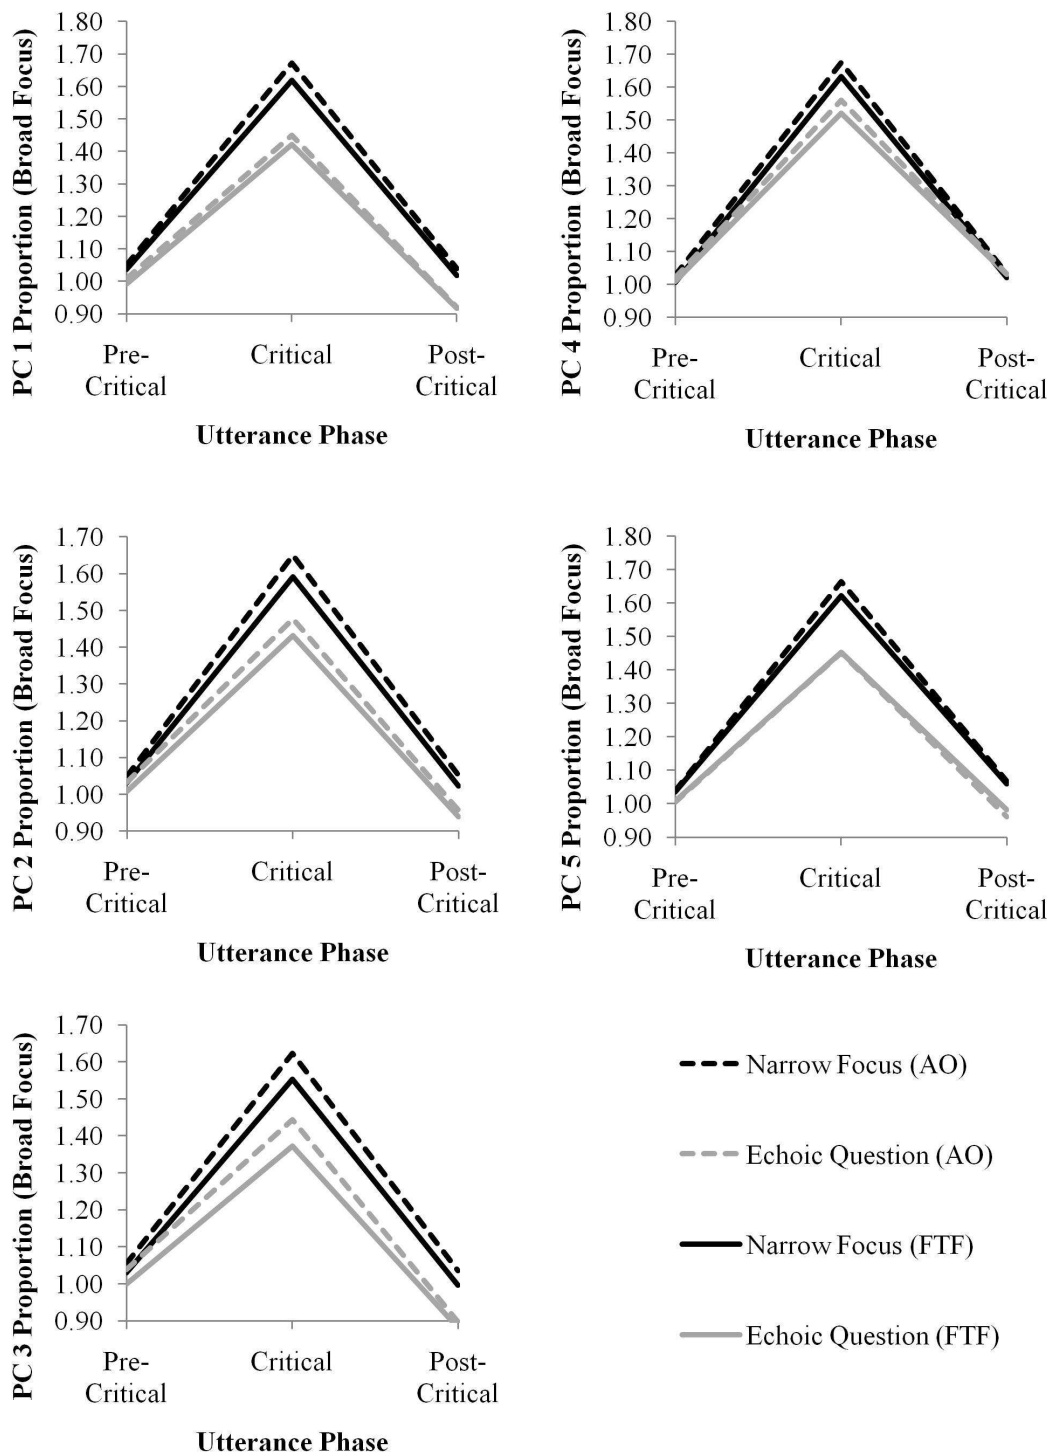 PC 1 Proportion (Broad Focus)
1.80
1.70
1.60
1.50
1.40
1.30
1.20
1.10
1.00
0.90
Pre-
Critical
Critical
Post-
Critical
Utterance Phase
PC 4 Proportion (Broad Focus)
1.80
1.70
1.60
1.50
1.40
1.30
1.20
1.10
1.00
0.90
Pre-
Critical
Critical
Post-
Critical
Utterance Phase
PC 2 Proportion (Broad Focus)
1.70
1.60
1.50
1.40
1.30
1.20
1.10
1.00
0.90
Pre-
Critical
Critical
Post-
Critical
Utterance Phase
PC 5 Proportion (Broad Focus)
1.80
1.70
1.60
1.50
1.40
1.30
1.20
1.10
1.00
0.90
Pre-
Critical
Critical
Post-
Critical
Utterance Phase
PC 3 Proportion (Broad Focus)
1.70
1.60
1.50
1.40
1.30
1.20
1.10
1.00
0.90
Pre-
Critical
Critical
Post-
Critical
Utterance Phase
Narrow Focus (AO)
Echoic Question (AO)
Narrow Focus (FTF)
Echoic Question (FTF)